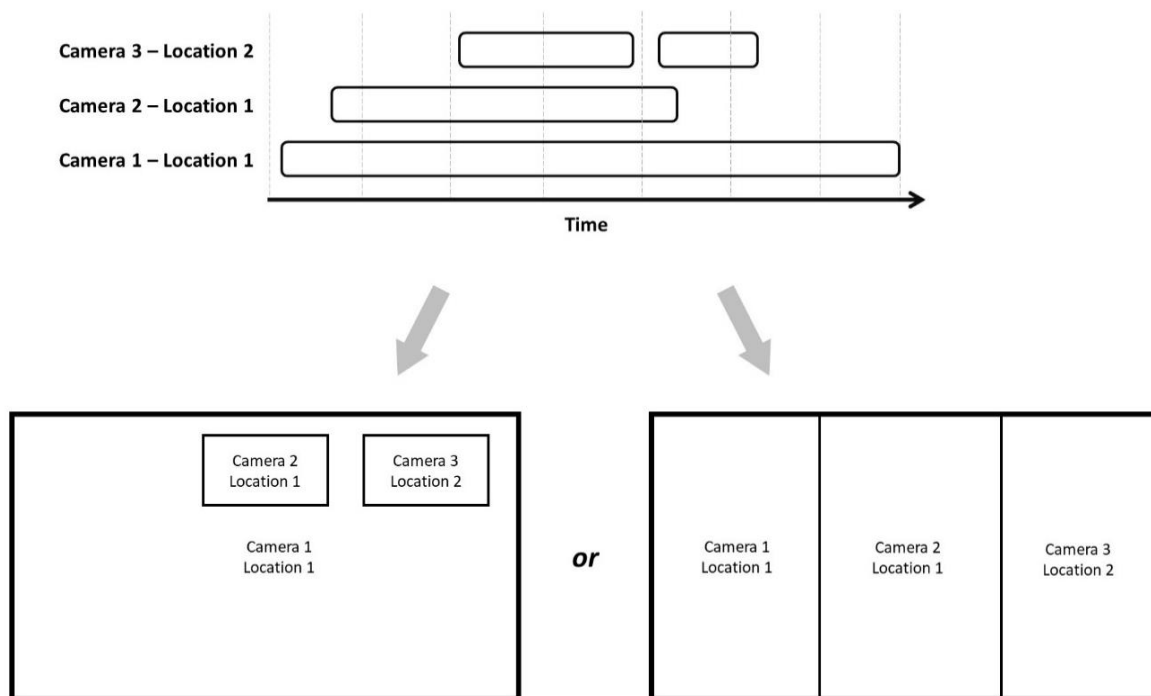 Camera 3 – Location 2
Camera 2 – Location 1
Camera 1 – Location 1
Time
Camera 2
Location 1
Camera 3
Location 2
Camera 1
Location 1
or
Camera 1
Location 1
Camera 2
Location 1
Camera 3
Location 2